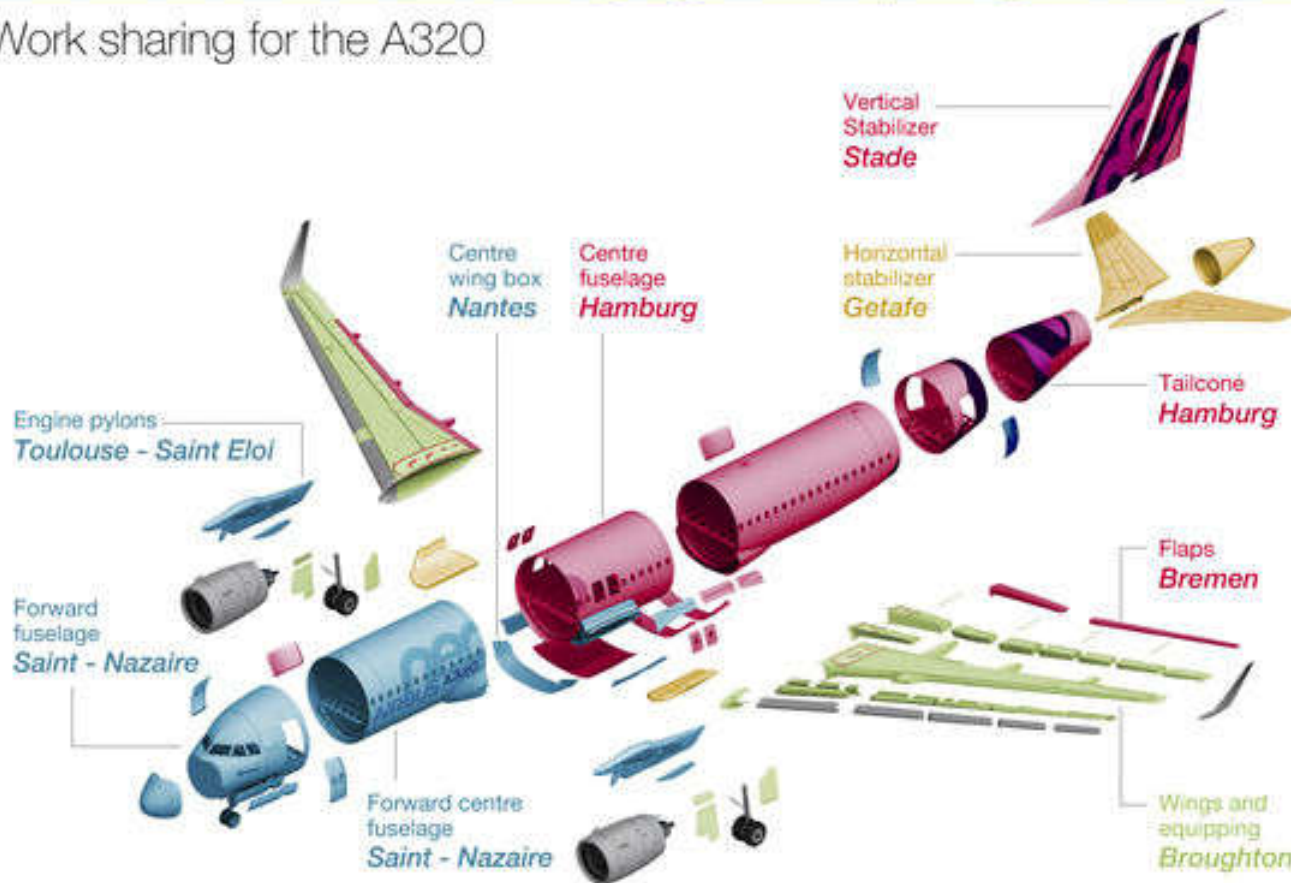 Work sharing for the A320
Vertical
Stabilizer
Stade
Centre
wing box
Nantes
Centre
fuselage
Hamburg
Horizontal
stabilizer
Getafe
Tailcone
Hamburg
Engine pylons
Toulouse - Saint Eloi
Flaps
Bremen
Forward
fuselage
Saint - Nazaire
Forward centre
fuselage
Saint - Nazaire
Wings and
equipping
Broughton